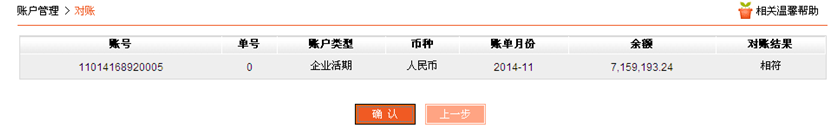 账户管理 > 对账 相关温馨帮助
账号 单号 账户类型 币种 账单月份 余额 对账结果
11014168920005 0 企业活期 人民币 2014-11 7,159,193.24 相符
确 认 上一步